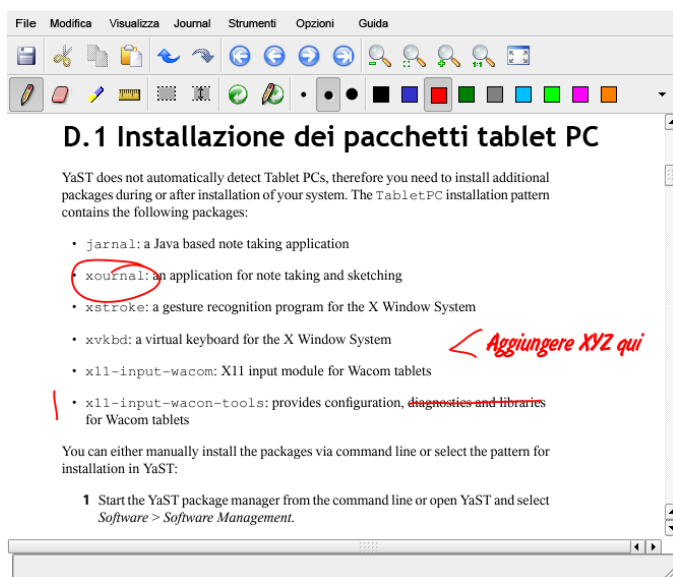 File Modifica Visualizza Journal Strumenti Opzioni Guida
D.1 Installazione dei pacchetti tablet PC
YaST does not automatically detect Tablet PCs, therefore you need to install additional
packages during or after installation of your system. The TabletPC installation pattern
contains the following packages:
• jarnal: a Java based note taking application
• xournal: an application for note taking and sketching
• xstroke: a gesture recognition program for the X Window System
• xvkbd: a virtual keyboard for the X Window System
Aggiungere XYZ qui
• x11-input-wacom: X11 input module for Wacom tablets
• x11-input-wacon-tools: provides configuration, diagnostics and libraries
for Wacom tablets
You can either manually install the packages via command line or select the pattern for
installation in YaST:
1 Start the YaST package manager from the command line or open YaST and select
Software > Software Management.